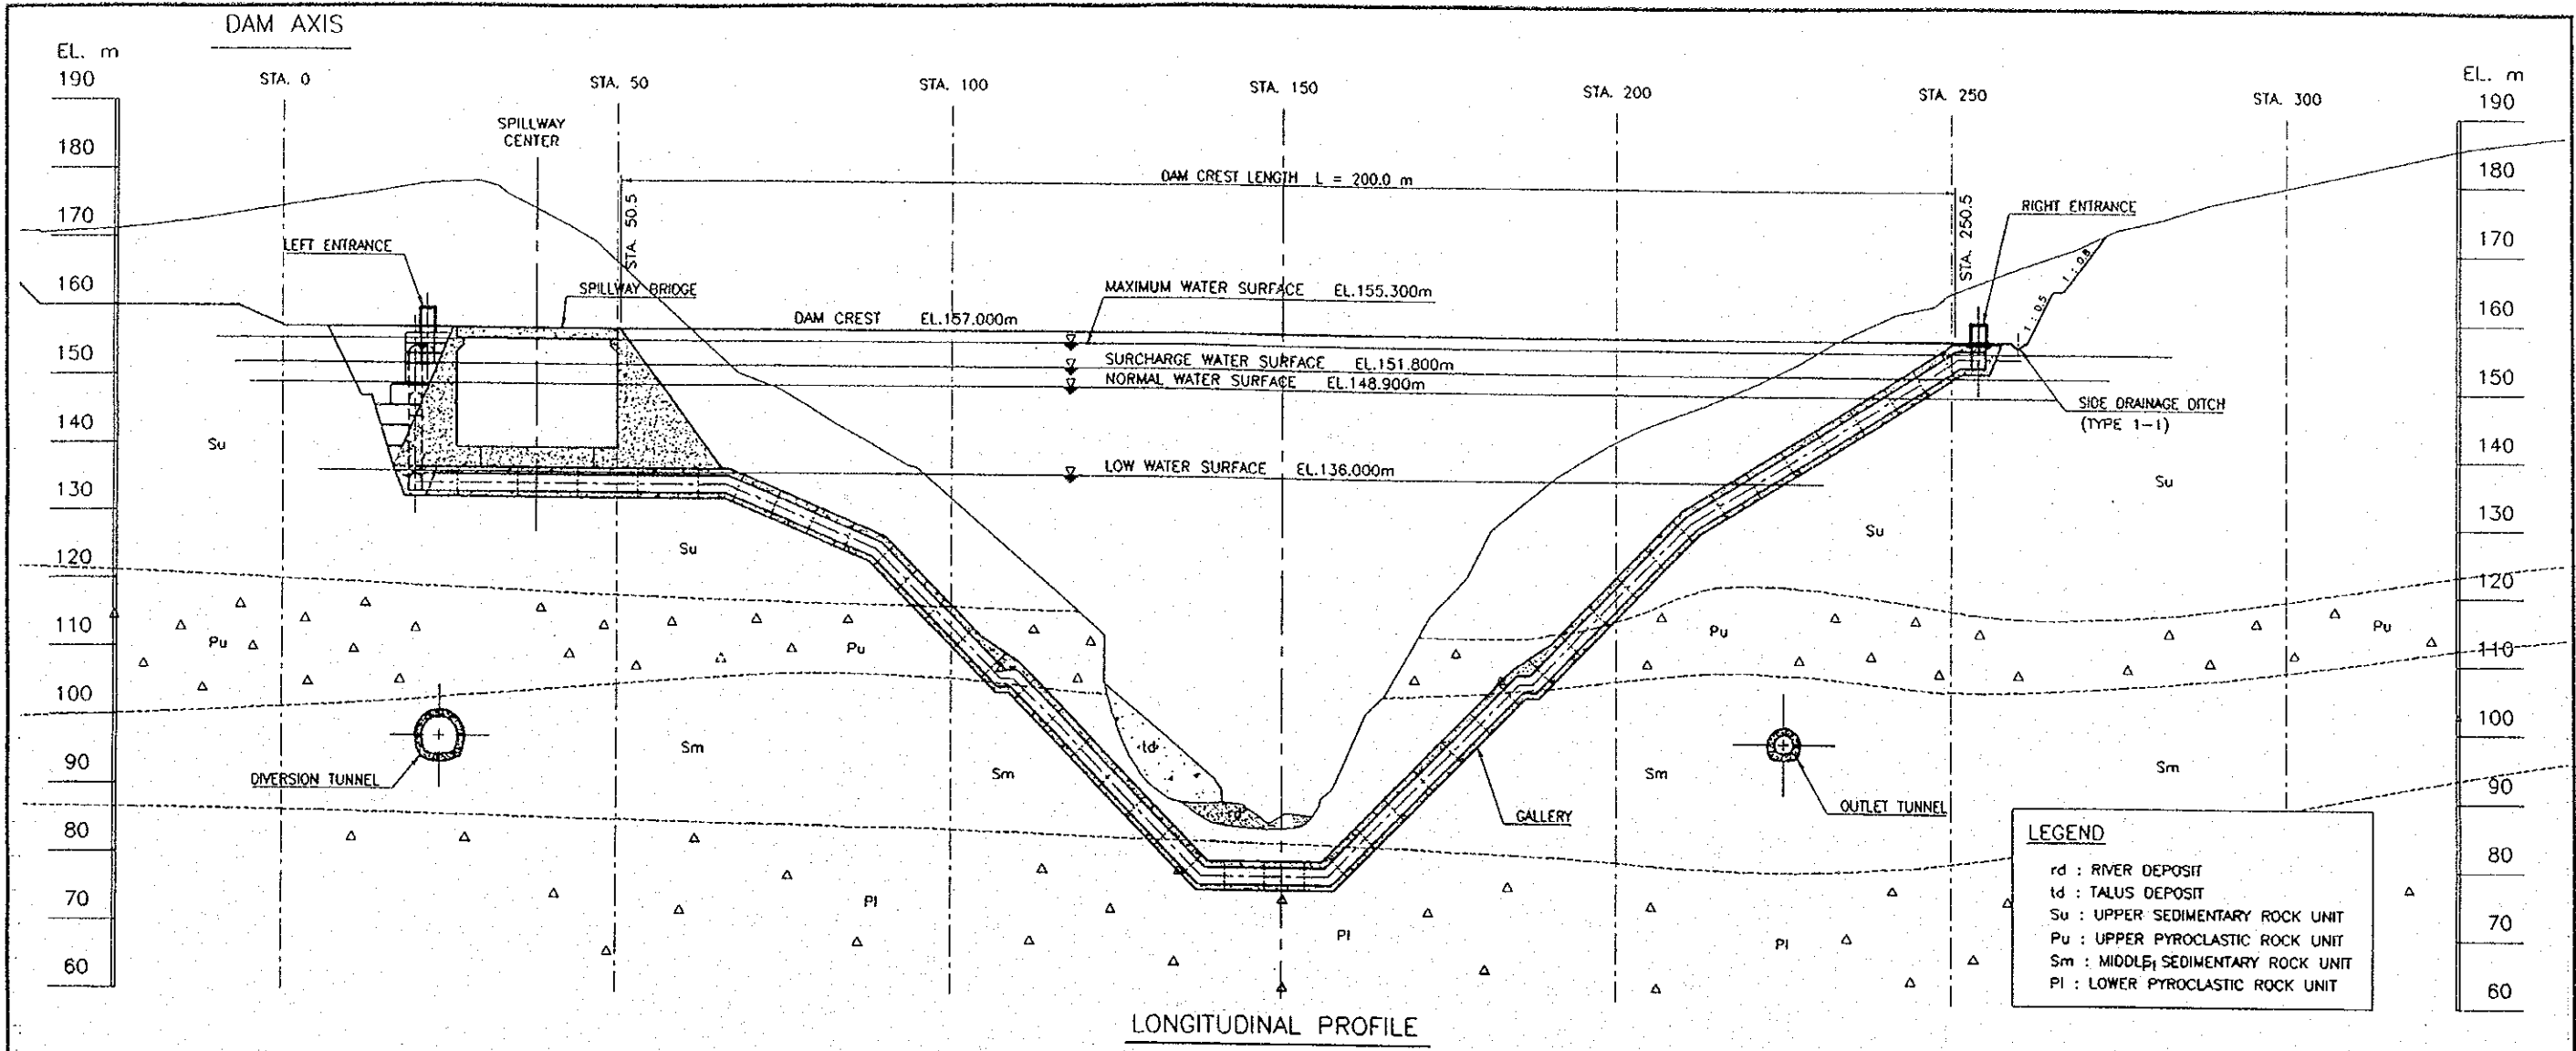 DAM AXIS
EL. m
EL. m
STA. 0
STA. 50
STA. 100
STA. 150
STA. 200
STA. 250
STA. 300
190
180
170
160
150
140
130
120
110
100
90
80
70
60
190
180
170
160
150
140
130
120
110
100
90
80
70
60
SPILLWAY
CENTER
DAM CREST LENGTH L = 200.0 m
STA. 50.5
STA. 250.5
LEFT ENTRANCE
RIGHT ENTRANCE
SPILLWAY BRIDGE
MAXIMUM WATER SURFACE EL.155.300m
DAM CREST EL.157.000m
SURCHARGE WATER SURFACE EL.151.800m
NORMAL WATER SURFACE EL.148.900m
LOW WATER SURFACE EL.136.000m
1 : 0.8
1 : 0.5
SIDE DRAINAGE DITCH
(TYPE 1-1)
Su
Su
Su
Su
Pu
Pu
Pu
Pu
td
rd
Sm
Sm
Sm
Sm
DIVERSION TUNNEL
GALLERY
OUTLET TUNNEL
Pl
Pl
Pl
LEGEND
rd : RIVER DEPOSIT
td : TALUS DEPOSIT
Su : UPPER SEDIMENTARY ROCK UNIT
Pu : UPPER PYROCLASTIC ROCK UNIT
Sm : MIDDLE SEDIMENTARY ROCK UNIT
Pl : LOWER PYROCLASTIC ROCK UNIT
LONGITUDINAL PROFILE